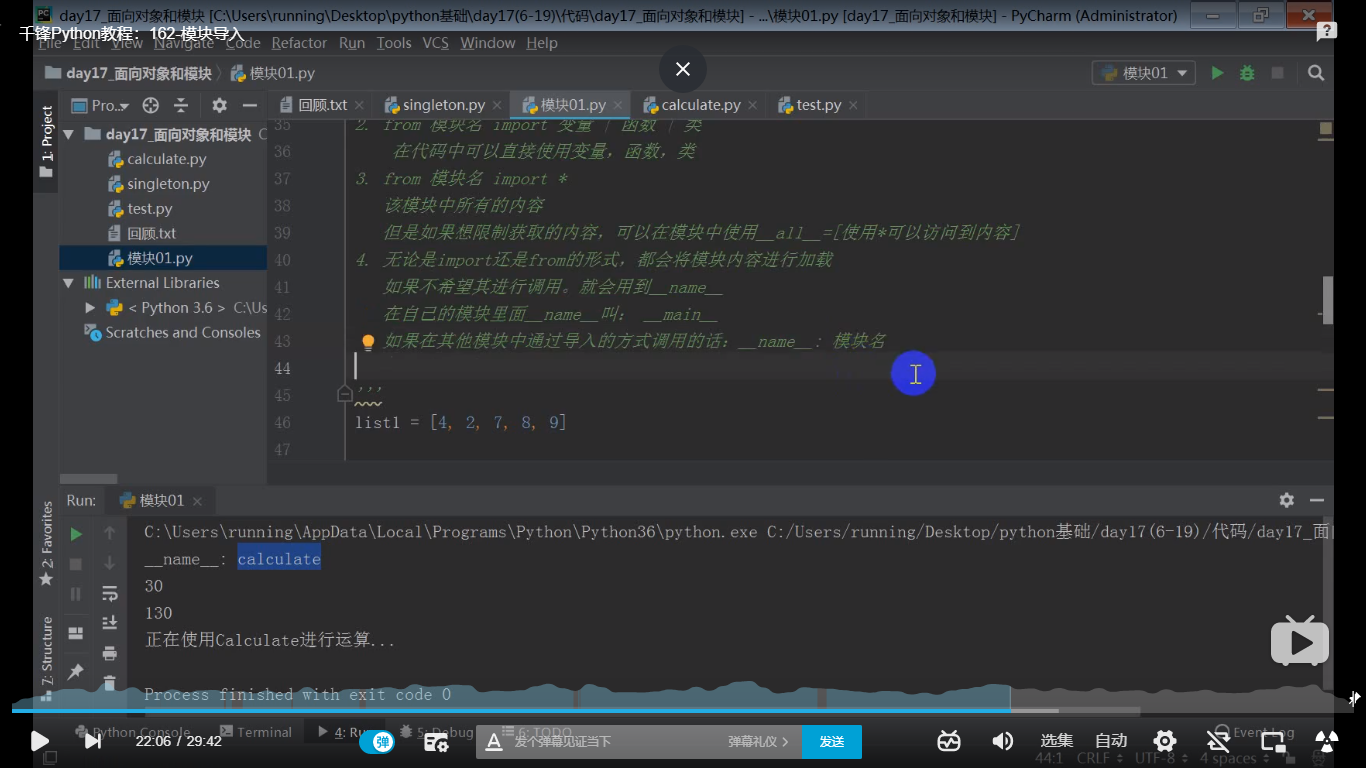 day17_面向对象和模块 [C:\Users\running\Desktop\python基础\day17(6-19)\代码\day17_面向对象和模块] - ...\模块01.py [day17_面向对象和模块] - PyCharm (Administrator)
千锋Python教程：162-模块导入
File Edit View Navigate Code Refactor Run Tools VCS Window Help
day17_面向对象和模块 模块01.py 模块01
Pro... 回顾.txt singleton.py 模块01.py calculate.py test.py
1: Project
day17_面向对象和模块 C
calculate.py
singleton.py
test.py
回顾.txt
模块01.py
External Libraries
< Python 3.6 > C:\Us
Scratches and Consoles
35 2. from 模块名 import 变量 | 函数 | 类
36 在代码中可以直接使用变量，函数，类
37 3. from 模块名 import *
38 该模块中所有的内容
39 但是如果想限制获取的内容，可以在模块中使用__all__=[使用*可以访问到内容]
40 4. 无论是import还是from的形式，都会将模块内容进行加载
41 如果不希望其进行调用。就会用到__name__
42 在自己的模块里面__name__叫： __main__
43 如果在其他模块中通过导入的方式调用的话：__name__: 模块名
44
45 '''
46 list1 = [4, 2, 7, 8, 9]
47
Run: 模块01
2: Favorites
7: Structure
C:\Users\running\AppData\Local\Programs\Python\Python36\python.exe C:/Users/running/Desktop/python基础/day17(6-19)/代码/day17_面
__name__: calculate
30
130
正在使用Calculate进行运算...
Process finished with exit code 0
Python Console Terminal 4: Ru 5: Debug 6: TODO Event Log
22:06 / 29:42 弹 发个弹幕见证当下 弹幕礼仪 > 发送 选集 自动
44:1 CRLF UTF-8 4 spaces